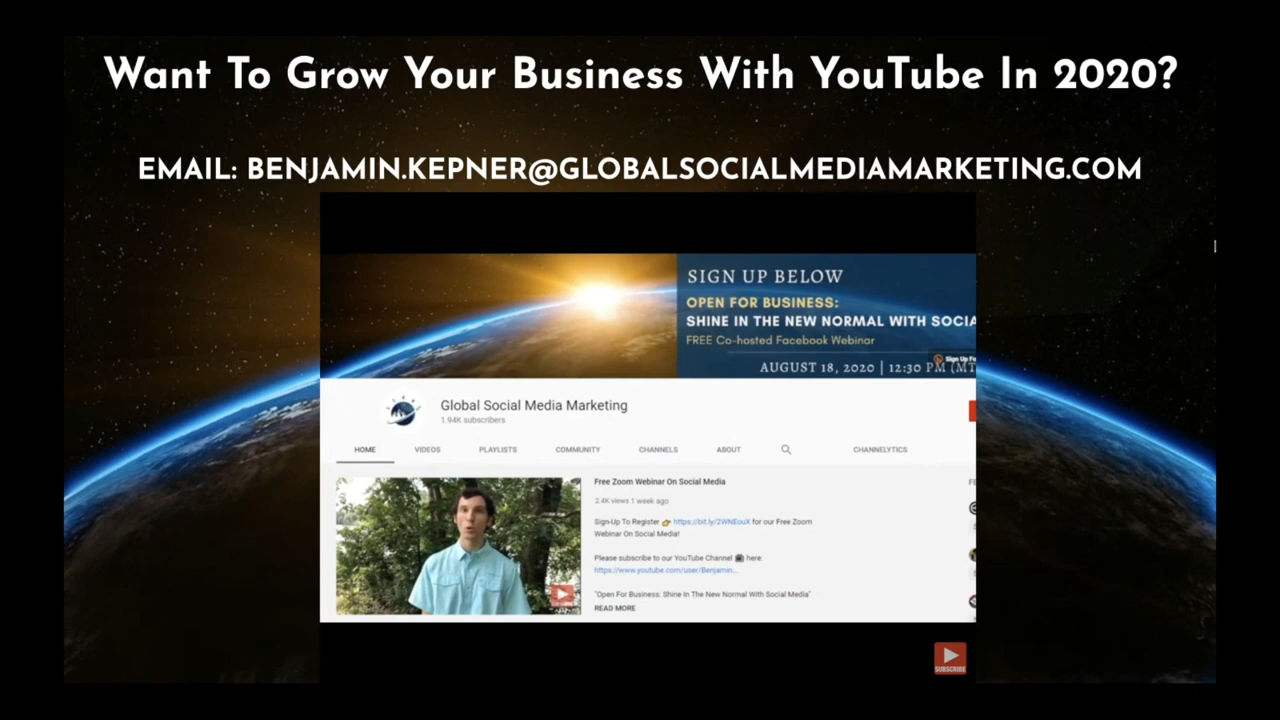 Want To Grow Your Business With YouTube In 2020?
EMAIL: BENJAMIN.KEPNER@GLOBALSOCIALMEDIAMARKETING.COM
SIGN UP BELOW
OPEN FOR BUSINESS:
SHINE IN THE NEW NORMAL WITH SOCIA
FREE Co-hosted Facebook Webinar
Sign Up Fo
AUGUST 18, 2020 | 12:30 PM (MT
Global Social Media Marketing
1.94K subscribers
HOME VIDEOS PLAYLISTS COMMUNITY CHANNELS ABOUT CHANNELYTICS
Free Zoom Webinar On Social Media
FE
2.4K views 1 week ago
Sign-Up To Register 👉 https://bit.ly/2WNEouX for our Free Zoom
Webinar On Social Media!
Please subscribe to our YouTube Channel here:
https://www.youtube.com/user/Benjamin...
"Open For Business: Shine In The New Normal With Social Media"
READ MORE
SUBSCRIBE